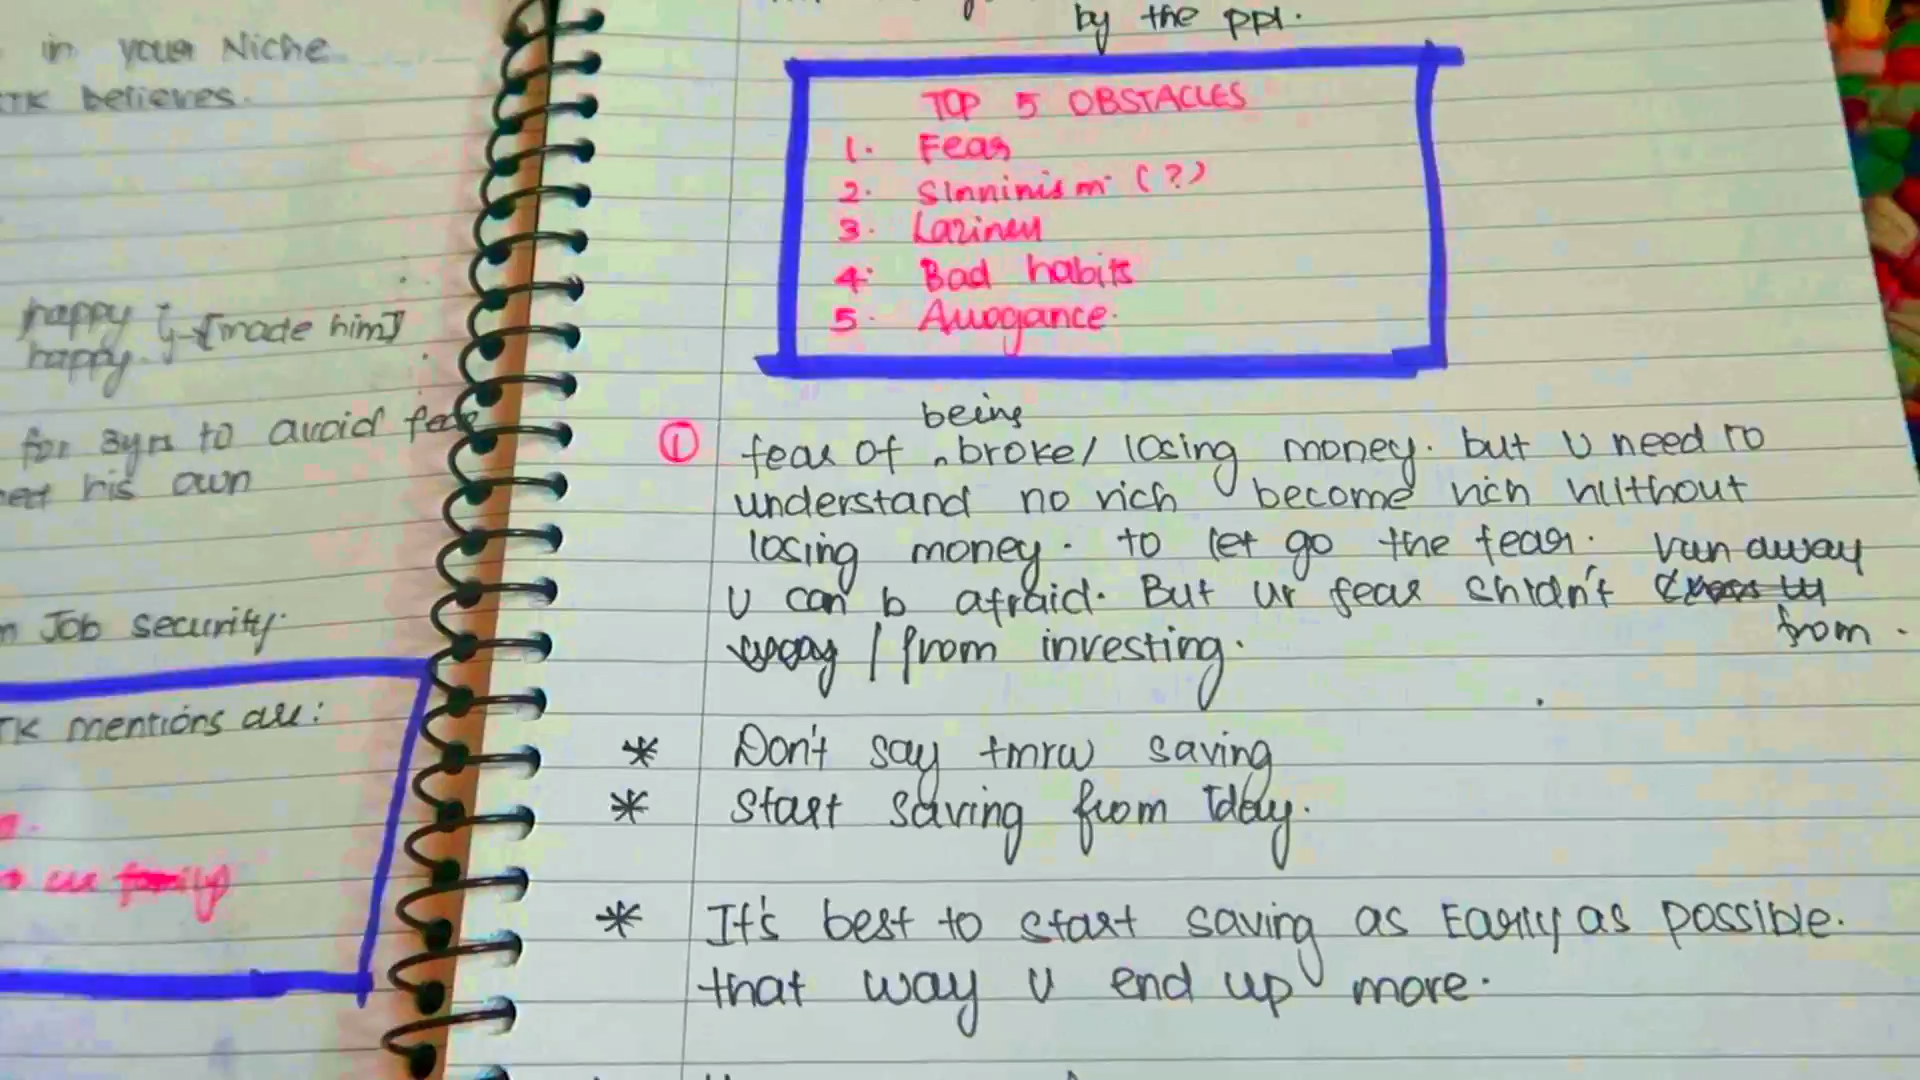 in your Niche
TK believes.
happy
happy. } [made him]
for 3yrs to avoid
his own
Job security.
TK mentions are:
by the ppl.
TOP 5 OBSTACLES
1. Fear
2. SInninism (?)
3. Laziness
4. Bad habits
5. Arrogance.
being
① fear of ^ broke/ losing money. but U need to
understand no rich become rich without
losing money. to let go the fear. run away
U can b afraid. But ur fear shldn't
from.
/ from investing.
* Don't say tmrw saving
* Start saving from tday.
* It's best to start saving as Early as possible.
that way U end up more.